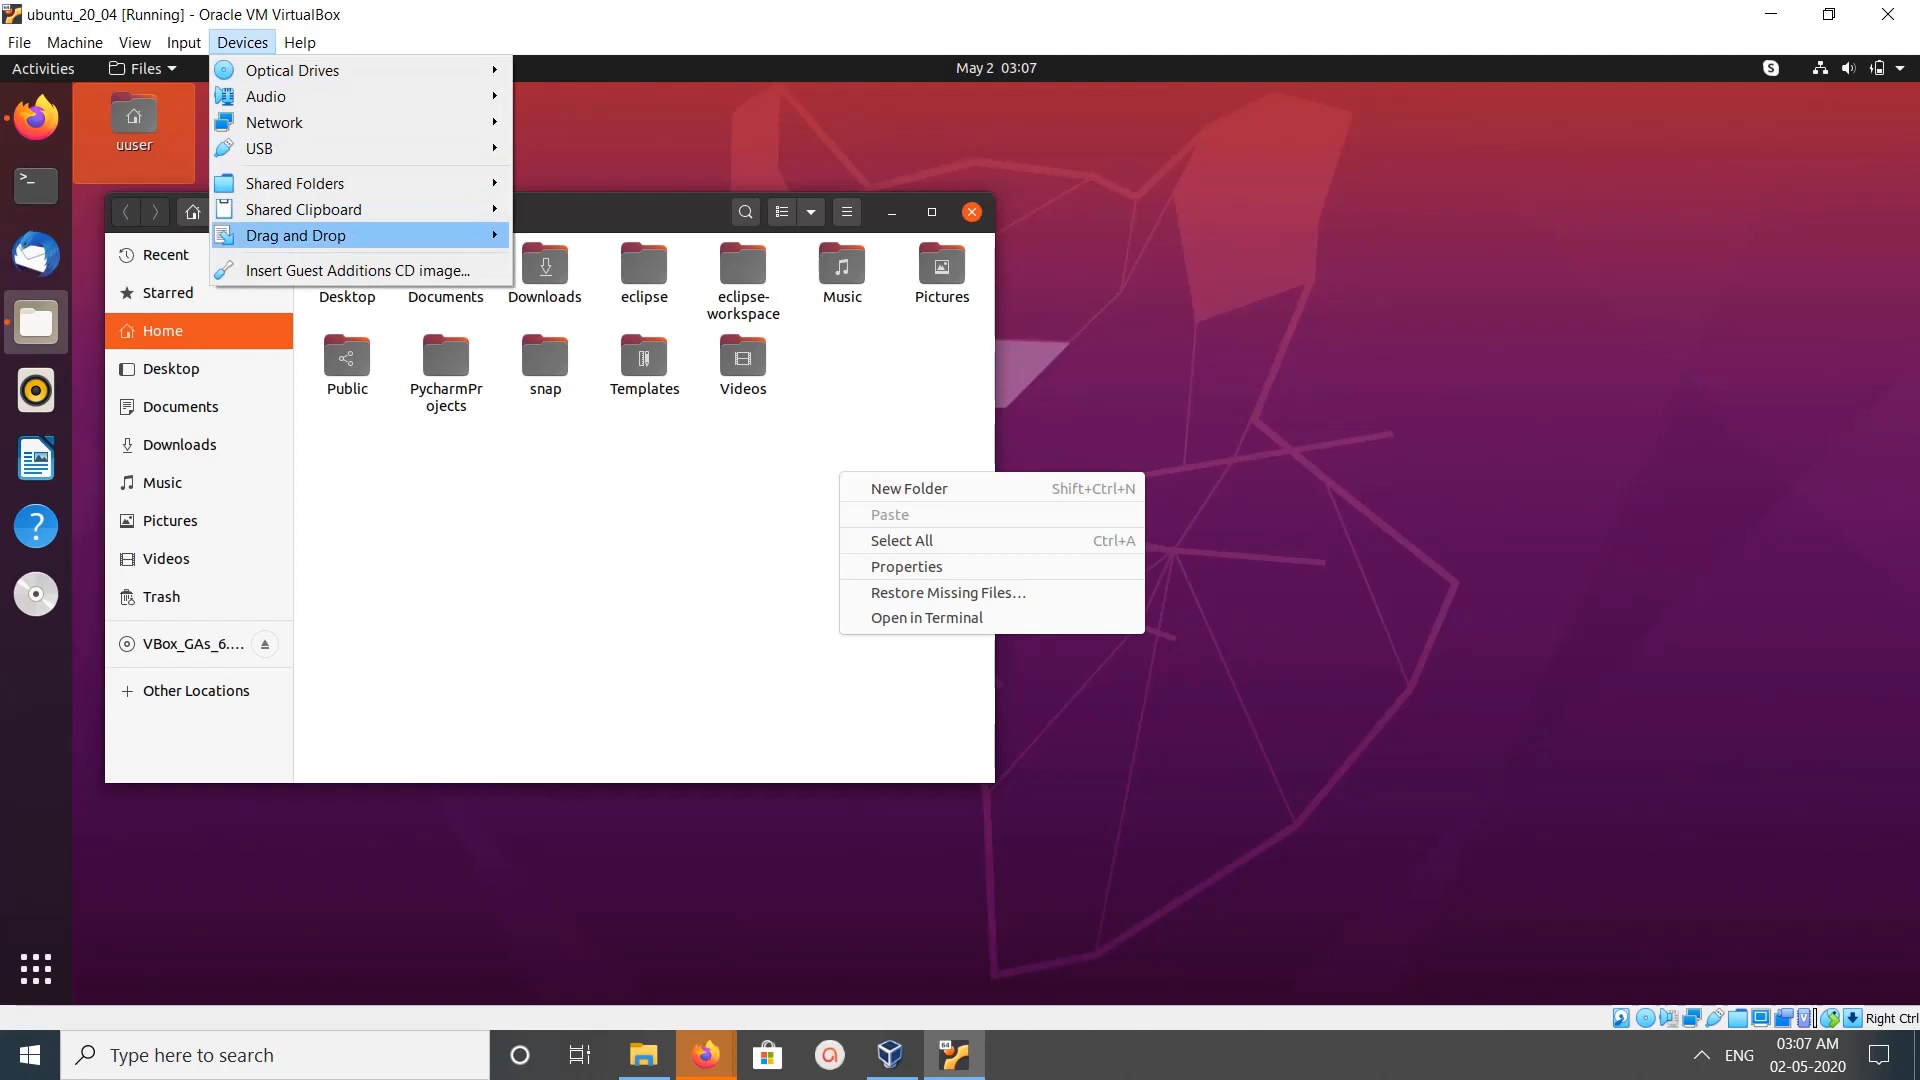 ubuntu_20_04 [Running] - Oracle VM VirtualBox
File Machine View Input Devices Help
Activities Files May 2 03:07
Optical Drives
Audio
Network
USB
Shared Folders
Shared Clipboard
Drag and Drop
Insert Guest Additions CD image...
uuser
Recent
Starred
Home
Desktop
Documents
Downloads
Music
Pictures
Videos
Trash
VBox_GAs_6....
Other Locations
Desktop Documents Downloads eclipse eclipse-
workspace Music Pictures
Public PycharmPr
ojects snap Templates Videos
New Folder Shift+Ctrl+N
Paste
Select All Ctrl+A
Properties
Restore Missing Files…
Open in Terminal
Right Ctrl
Type here to search
ENG
03:07 AM
02-05-2020